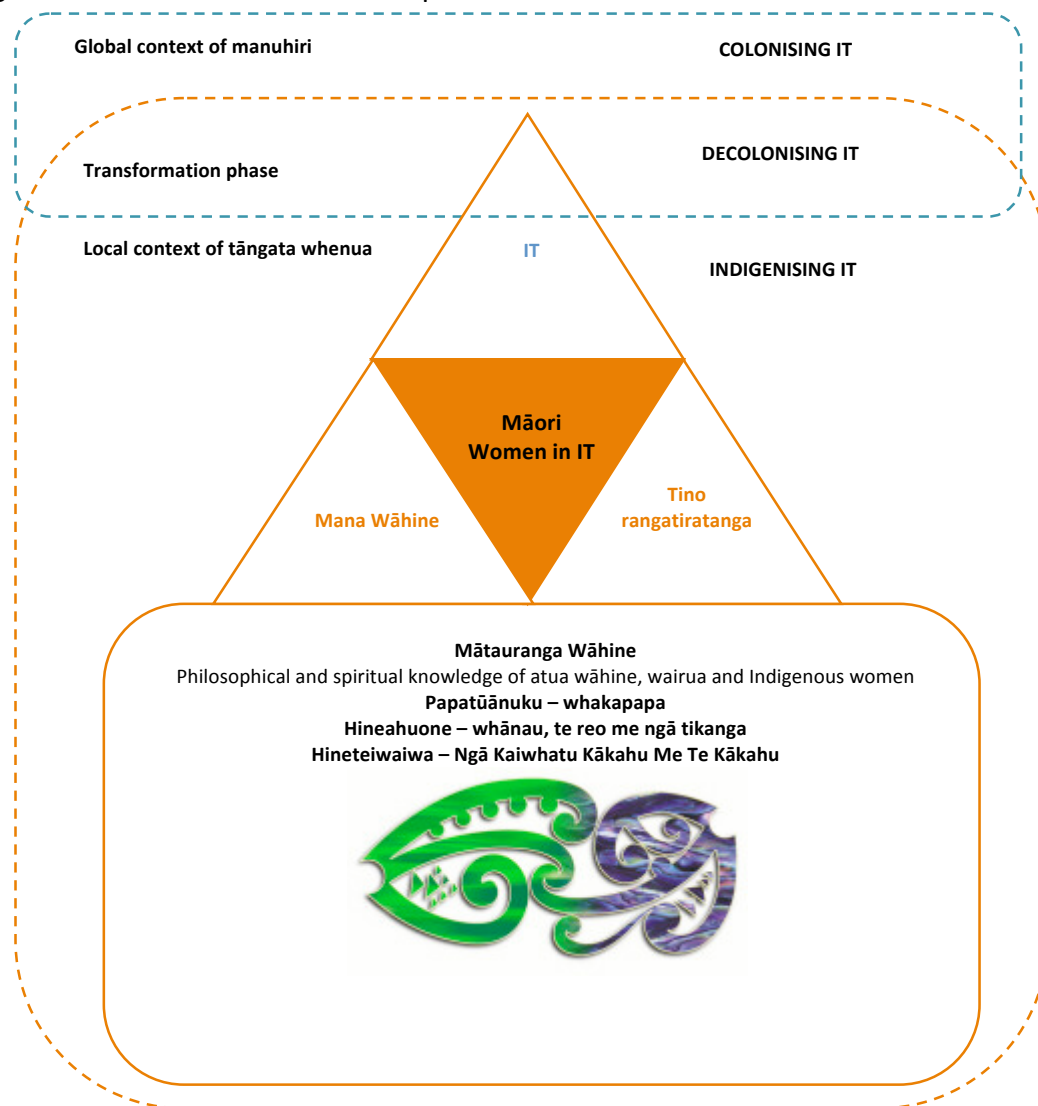 Global context of manuhiri
COLONISING IT
Transformation phase
DECOLONISING IT
Local context of tāngata whenua
IT
INDIGENISING IT
Māori
Women in IT
Mana Wāhine
Tino
rangatiratanga
Mātauranga Wāhine
Philosophical and spiritual knowledge of atua wāhine, wairua and Indigenous women
Papatūānuku – whakapapa
Hineahuone – whānau, te reo me ngā tikanga
Hineteiwaiwa – Ngā Kaiwhatu Kākahu Me Te Kākahu